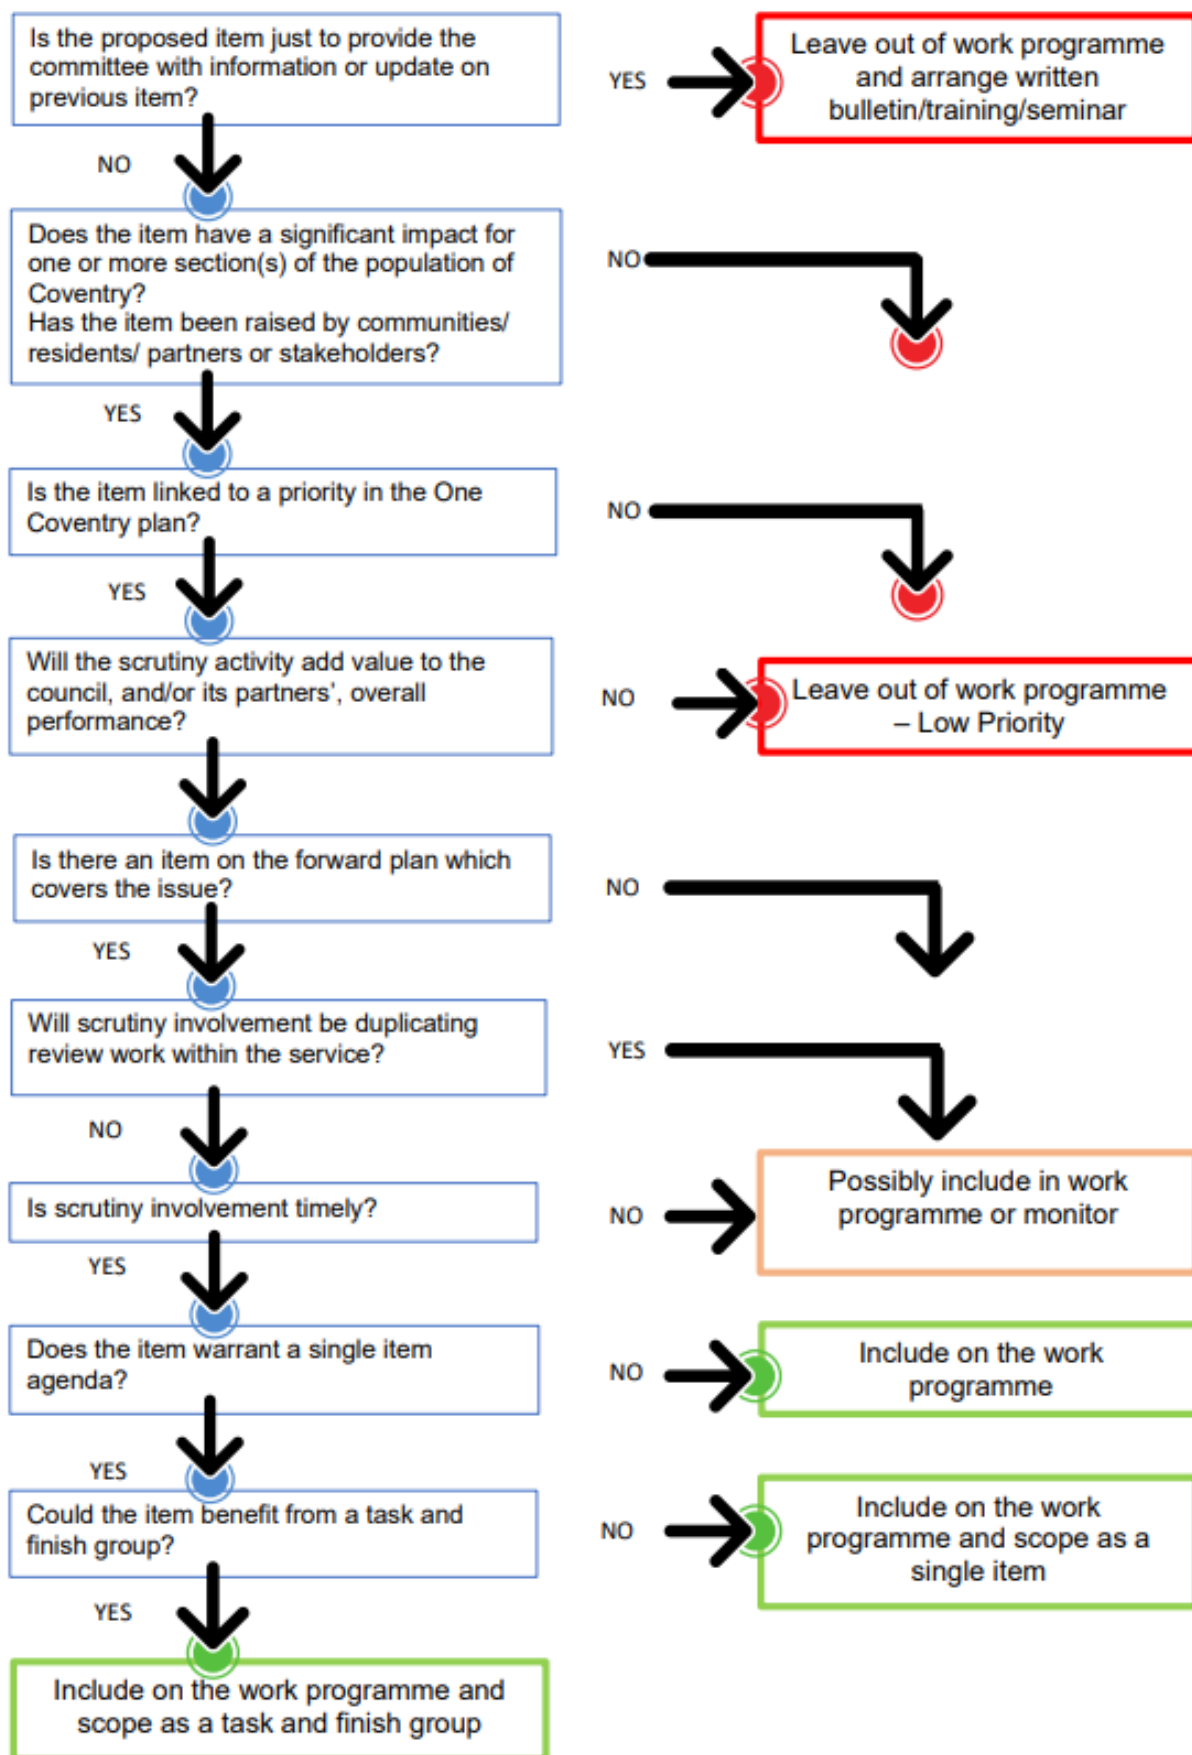 Is the proposed item just to provide the
committee with information or update on
previous item?
YES
Leave out of work programme
and arrange written
bulletin/training/seminar
NO
Does the item have a significant impact for
one or more section(s) of the population of
Coventry?
Has the item been raised by communities/
residents/ partners or stakeholders?
NO
YES
Is the item linked to a priority in the One
Coventry plan?
NO
YES
Will the scrutiny activity add value to the
council, and/or its partners’, overall
performance?
NO
Leave out of work programme
– Low Priority
Is there an item on the forward plan which
covers the issue?
NO
YES
Will scrutiny involvement be duplicating
review work within the service?
YES
NO
Is scrutiny involvement timely?
NO
Possibly include in work
programme or monitor
YES
Does the item warrant a single item
agenda?
NO
Include on the work
programme
YES
Could the item benefit from a task and
finish group?
NO
Include on the work
programme and scope as a
single item
YES
Include on the work programme and
scope as a task and finish group